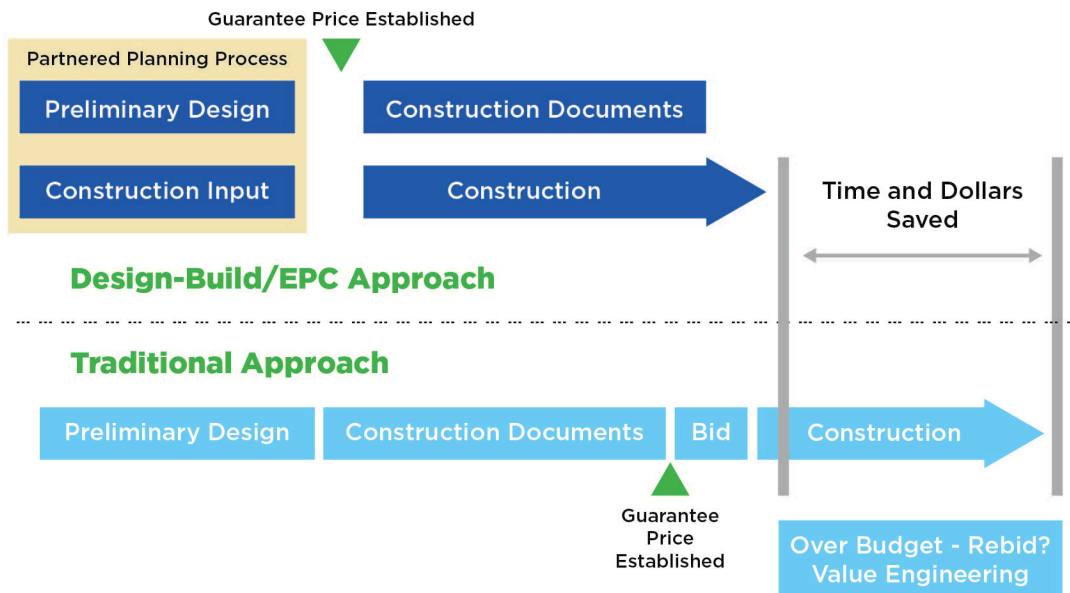 Guarantee Price Established
Partnered Planning Process
Preliminary Design
Construction Documents
Construction Input
Construction
Time and Dollars
Saved
Design-Build/EPC Approach
Traditional Approach
Preliminary Design
Construction Documents
Bid
Construction
Guarantee
Price
Established
Over Budget - Rebid?
Value Engineering